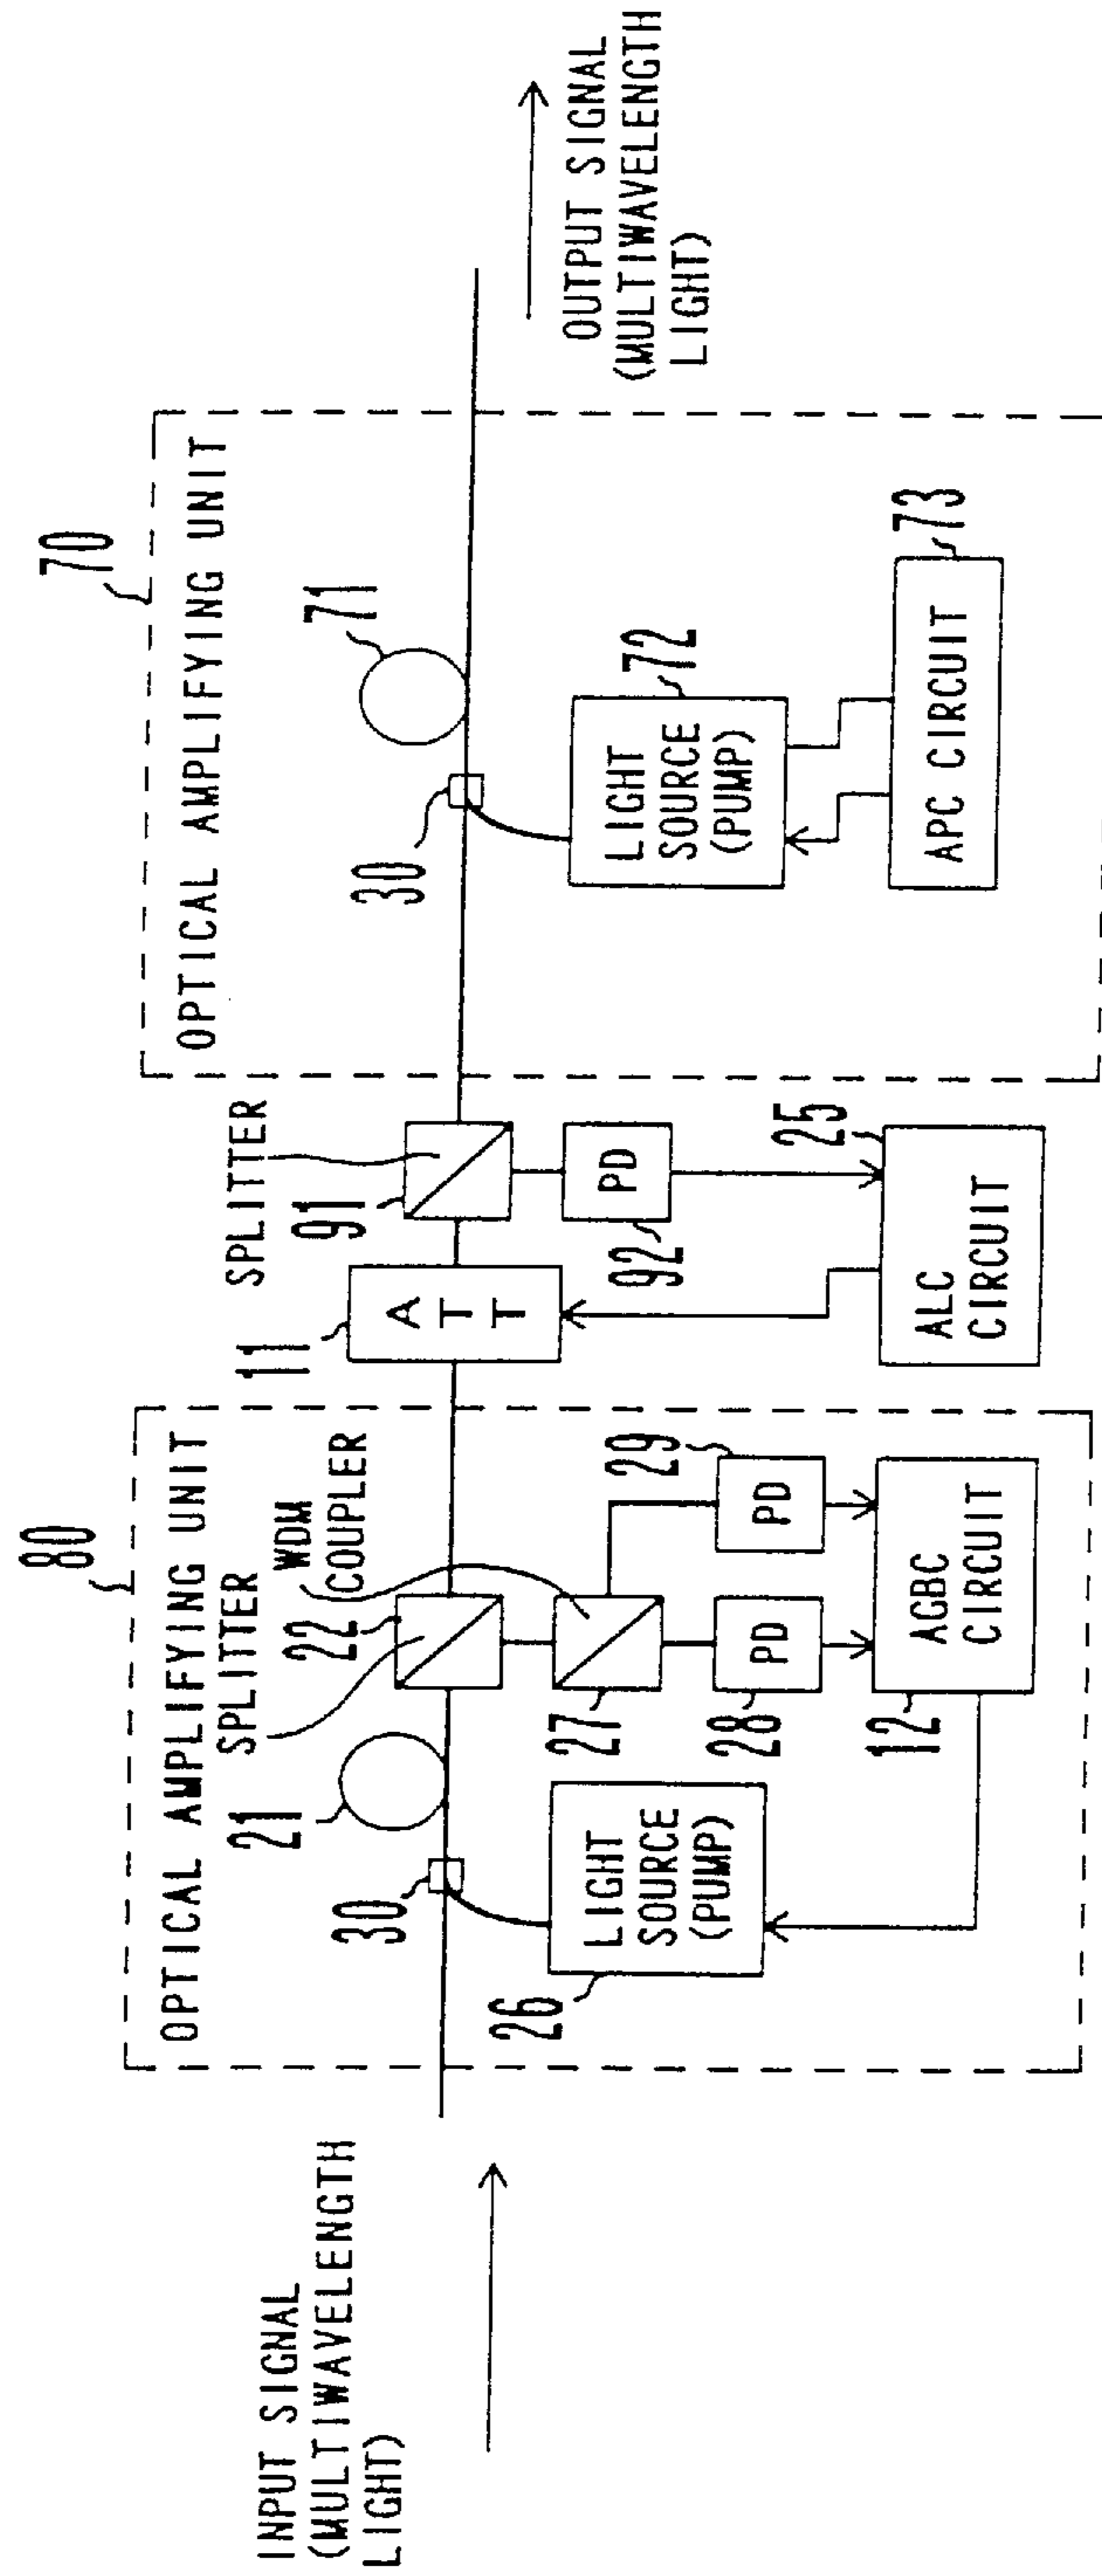 INPUT SIGNAL
(MULTIWAVELENGTH
LIGHT)
80
OPTICAL AMPLIFYING UNIT
30
21
SPLITTER
22
WDM
COUPLER
26
LIGHT
SOURCE
(PUMP)
27
28
PD
29
PD
12
AGBC
CIRCUIT
11
ATT
SPLITTER
91
92
PD
25
ALC
CIRCUIT
70
OPTICAL AMPLIFYING UNIT
30
71
LIGHT
SOURCE
(PUMP)
72
APC CIRCUIT
73
OUTPUT SIGNAL
(MULTIWAVELENGTH
LIGHT)